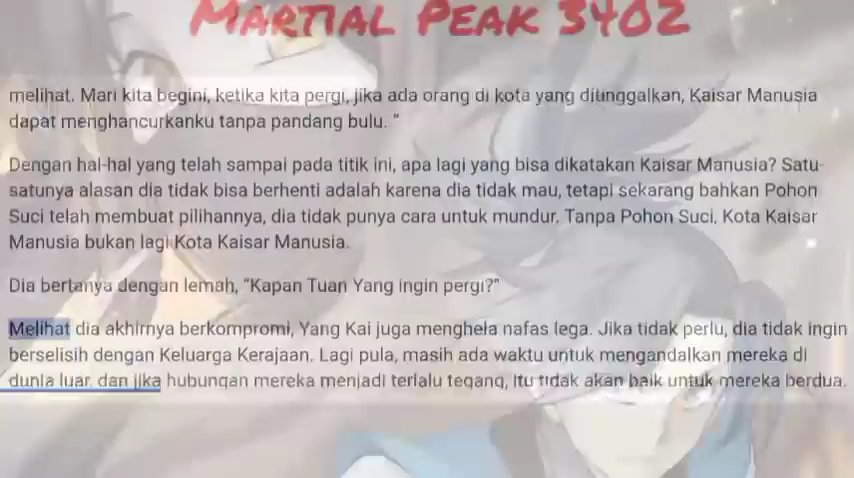 MARTIAL PEAK 3402
melihat. Mari kita begini, ketika kita pergi, jika ada orang di kota yang ditinggalkan, Kaisar Manusia
dapat menghancurkanku tanpa pandang bulu. "
Dengan hal-hal yang telah sampai pada titik ini, apa lagi yang bisa dikatakan Kaisar Manusia? Satu-
satunya alasan dia tidak bisa berhenti adalah karena dia tidak mau, tetapi sekarang bahkan Pohon
Suci telah membuat pilihannya, dia tidak punya cara untuk mundur. Tanpa Pohon Suci, Kota Kaisar
Manusia bukan lagi Kota Kaisar Manusia.
Dia bertanya dengan lemah, "Kapan Tuan Yang ingin pergi?"
Melihat dia akhirnya berkompromi, Yang Kai juga menghela nafas lega. Jika tidak perlu, dia tidak ingin
berselisih dengan Keluarga Kerajaan. Lagi pula, masih ada waktu untuk mengandalkan mereka di
dunia luar, dan jika hubungan mereka menjadi terlalu tegang, itu tidak akan baik untuk mereka berdua.